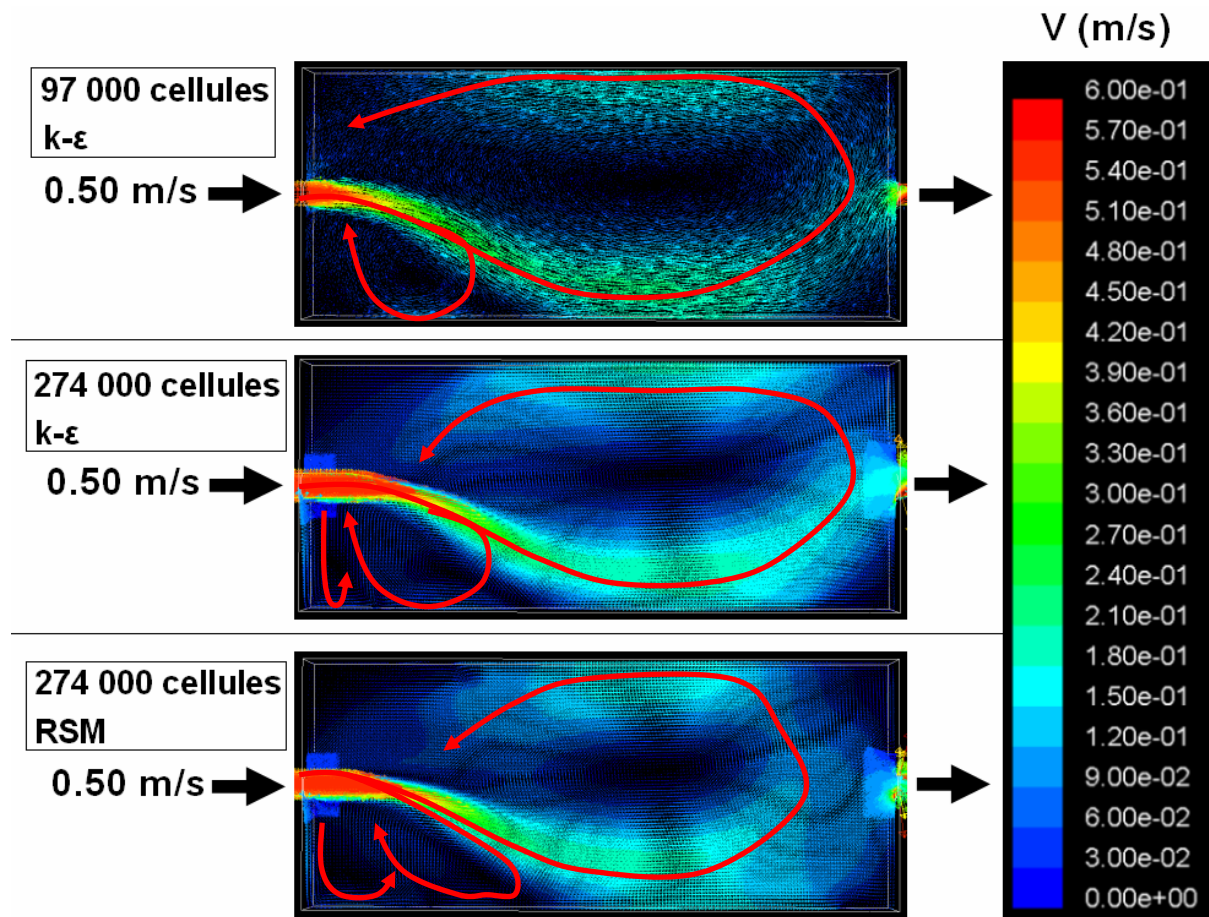 V (m/s)
97 000 cellules
k-ε
0.50 m/s
274 000 cellules
k-ε
0.50 m/s
274 000 cellules
RSM
0.50 m/s
6.00e-01
5.70e-01
5.40e-01
5.10e-01
4.80e-01
4.50e-01
4.20e-01
3.90e-01
3.60e-01
3.30e-01
3.00e-01
2.70e-01
2.40e-01
2.10e-01
1.80e-01
1.50e-01
1.20e-01
9.00e-02
6.00e-02
3.00e-02
0.00e+00